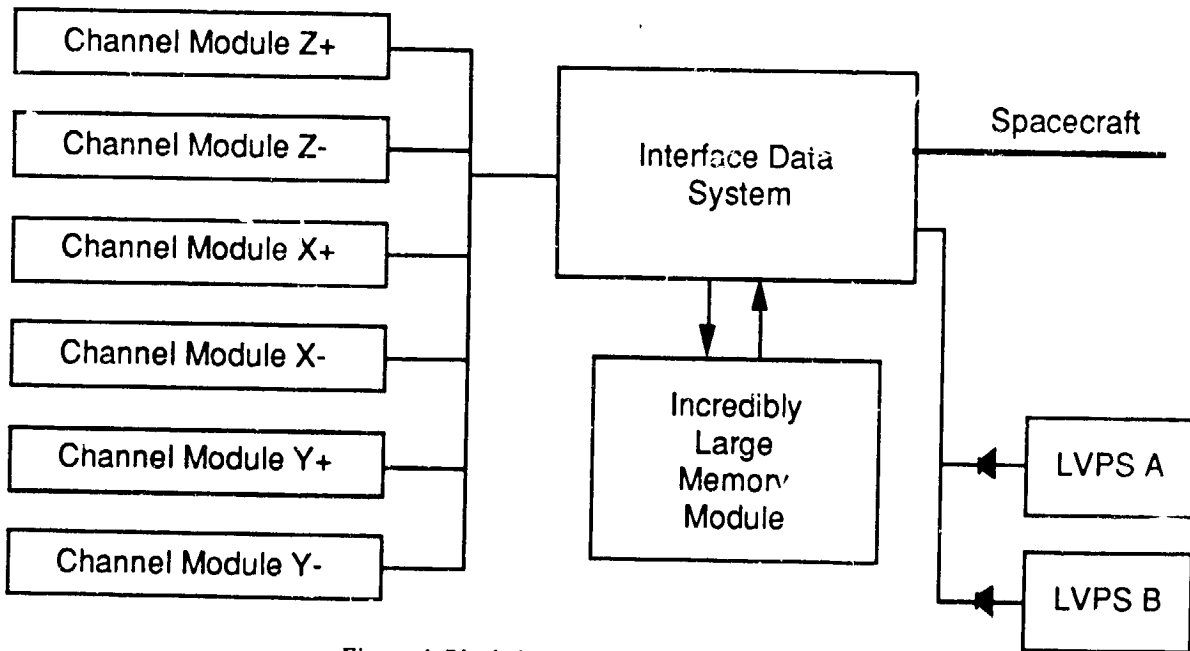 Channel Module Z+
Channel Module Z-
Channel Module X+
Channel Module X-
Channel Module Y+
Channel Module Y-
Interface Data
System
Spacecraft
Incredibly
Large
Memory
Module
LVPS A
LVPS B